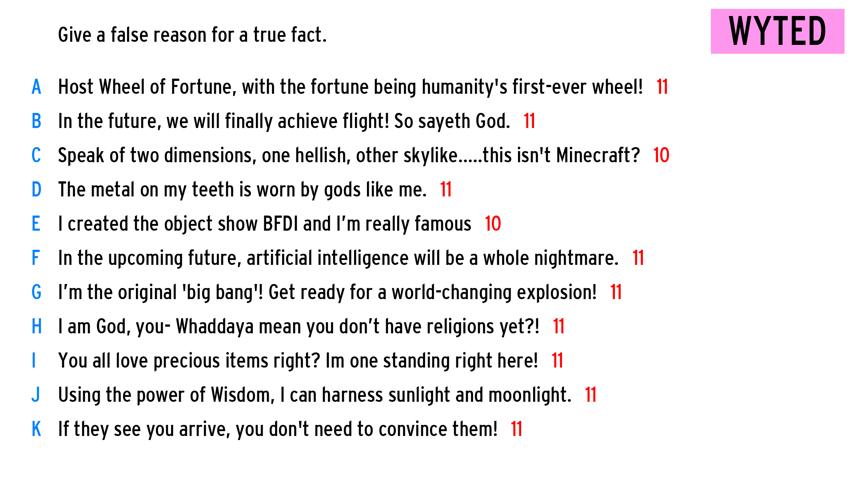 Give a false reason for a true fact.
WYTED
A Host Wheel of Fortune, with the fortune being humanity's first-ever wheel! 11
B In the future, we will finally achieve flight! So sayeth God. 11
C Speak of two dimensions, one hellish, other skylike.....this isn't Minecraft? 10
D The metal on my teeth is worn by gods like me. 11
E I created the object show BFDI and I’m really famous 10
F In the upcoming future, artificial intelligence will be a whole nightmare. 11
G I’m the original 'big bang'! Get ready for a world-changing explosion! 11
H I am God, you- Whaddaya mean you don’t have religions yet?! 11
I You all love precious items right? Im one standing right here! 11
J Using the power of Wisdom, I can harness sunlight and moonlight. 11
K If they see you arrive, you don't need to convince them! 11